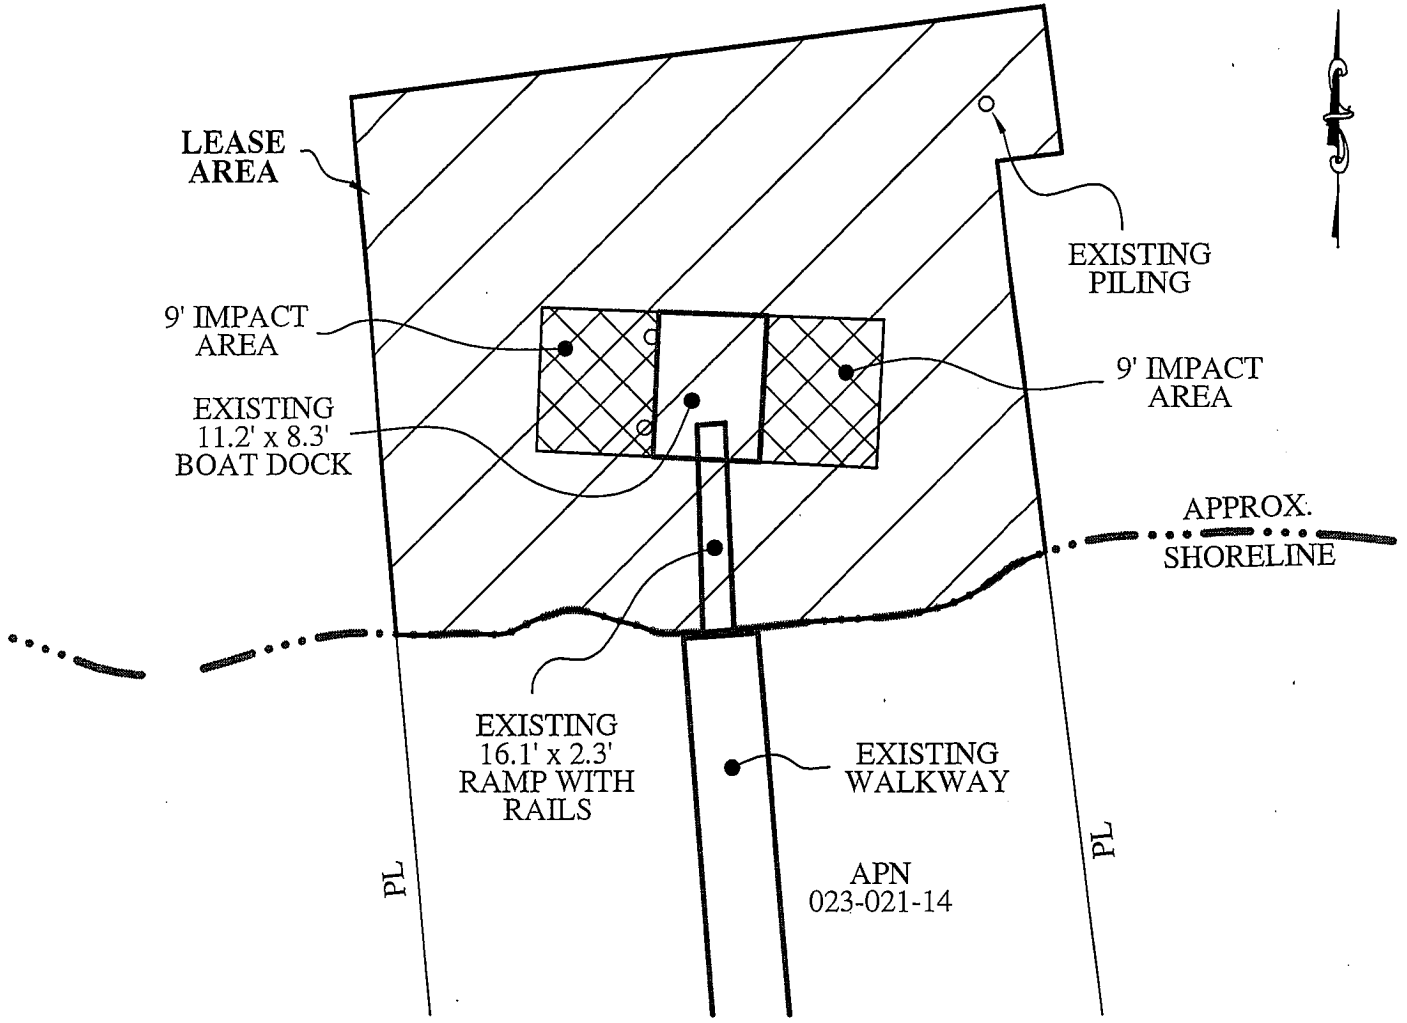 LEASE
AREA
EXISTING
PILING
9' IMPACT
AREA
9' IMPACT
AREA
EXISTING
11.2' x 8.3'
BOAT DOCK
APPROX.
SHORELINE
EXISTING
16.1' x 2.3'
RAMP WITH
RAILS
EXISTING
WALKWAY
PL
PL
APN
023-021-14